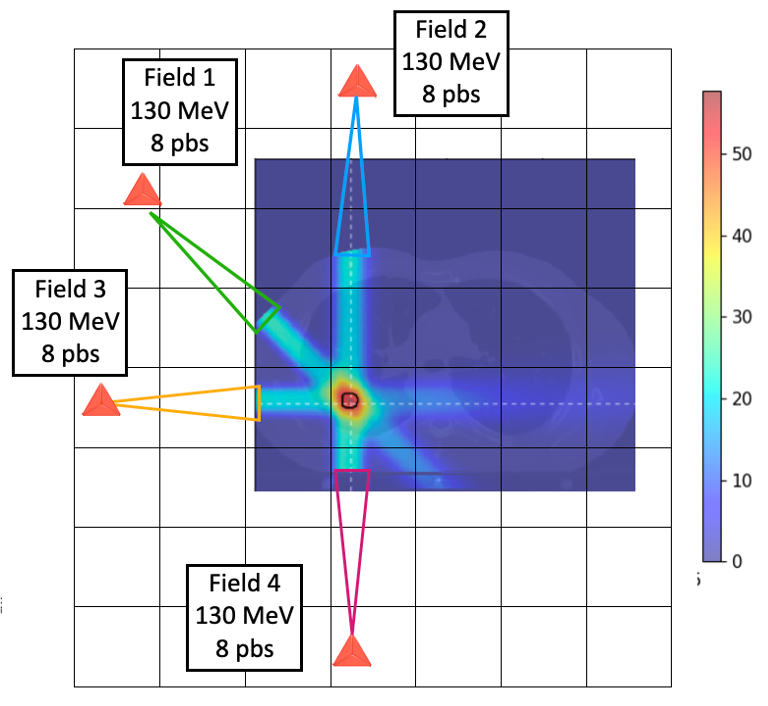 Field 2
130 MeV
8 pbs
Field 1
130 MeV
8 pbs
Field 3
130 MeV
8 pbs
Field 4
130 MeV
8 pbs
50
40
30
20
10
0